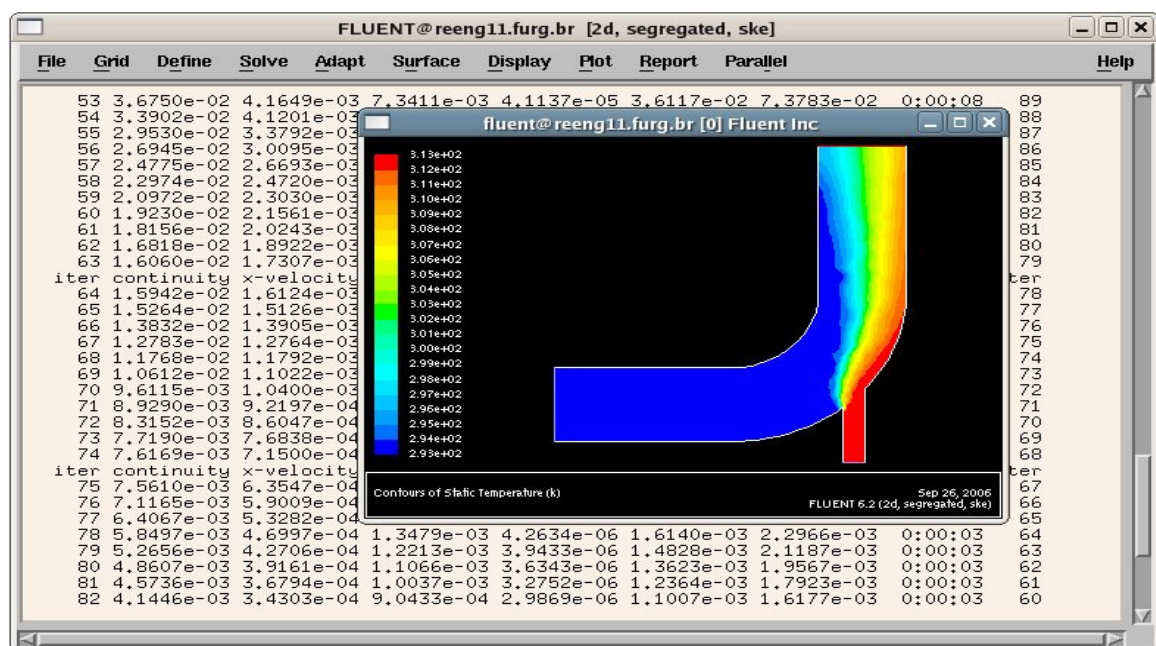 FLUENT@reeng11.furg.br [2d, segregated, ske]
File Grid Define Solve Adapt Surface Display Plot Report Parallel Help
53 3.6750e-02 4.1649e-03 7.3411e-03 4.1137e-05 3.6117e-02 7.3783e-02 0:00:08 89
54 3.3902e-02 4.1201e-03 88
55 2.9530e-02 3.3792e-03 87
56 2.6945e-02 3.0095e-03 86
57 2.4775e-02 2.6693e-03 85
58 2.2974e-02 2.4720e-03 84
59 2.0972e-02 2.3030e-03 83
60 1.9230e-02 2.1561e-03 82
61 1.8156e-02 2.0243e-03 81
62 1.6818e-02 1.8922e-03 80
63 1.6060e-02 1.7307e-03 79
iter continuity x-velocity ter
64 1.5942e-02 1.6124e-03 78
65 1.5264e-02 1.5126e-03 77
66 1.3832e-02 1.3905e-03 76
67 1.2783e-02 1.2764e-03 75
68 1.1768e-02 1.1792e-03 74
69 1.0612e-02 1.1022e-03 73
70 9.6115e-03 1.0400e-03 72
71 8.9290e-03 9.2197e-04 71
72 8.3152e-03 8.6047e-04 70
73 7.7190e-03 7.6838e-04 69
74 7.6169e-03 7.1500e-04 68
iter continuity x-velocity ter
75 7.5610e-03 6.3547e-04 67
76 7.1165e-03 5.9009e-04 66
77 6.4067e-03 5.3282e-04 65
78 5.8497e-03 4.6997e-04 1.3479e-03 4.2634e-06 1.6140e-03 2.2966e-03 0:00:03 64
79 5.2656e-03 4.2706e-04 1.2213e-03 3.9433e-06 1.4828e-03 2.1187e-03 0:00:03 63
80 4.8607e-03 3.9161e-04 1.1066e-03 3.6343e-06 1.3623e-03 1.9567e-03 0:00:03 62
81 4.5736e-03 3.6794e-04 1.0037e-03 3.2752e-06 1.2364e-03 1.7923e-03 0:00:03 61
82 4.1446e-03 3.4303e-04 9.0433e-04 2.9869e-06 1.1007e-03 1.6177e-03 0:00:03 60
fluent@reeng11.furg.br [0] Fluent Inc
3.13e+02
3.12e+02
3.11e+02
3.10e+02
3.09e+02
3.08e+02
3.07e+02
3.06e+02
3.05e+02
3.04e+02
3.03e+02
3.02e+02
3.01e+02
3.00e+02
2.99e+02
2.98e+02
2.97e+02
2.96e+02
2.95e+02
2.94e+02
2.93e+02
Contours of Static Temperature (k)
Sep 26, 2006
FLUENT 6.2 (2d, segregated, ske)